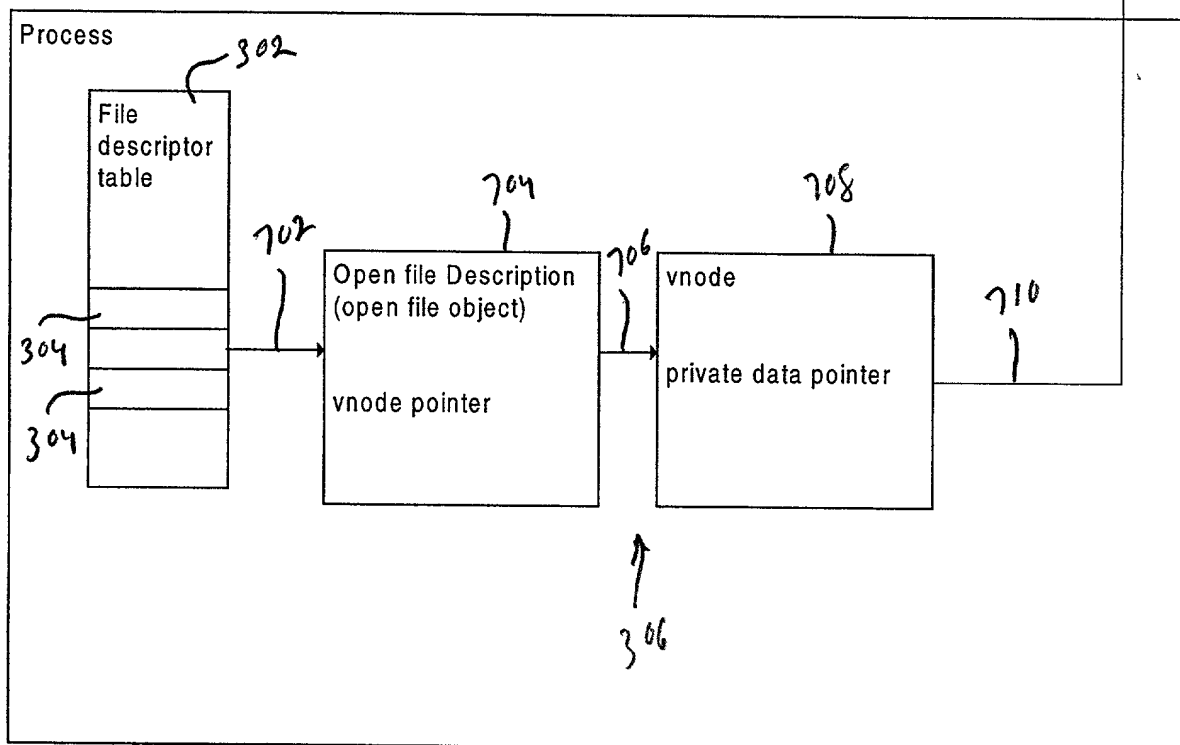 Process
302
File
descriptor
table
304
304
702
704
Open file Description
(open file object)
vnode pointer
706
306
708
vnode
private data pointer
710